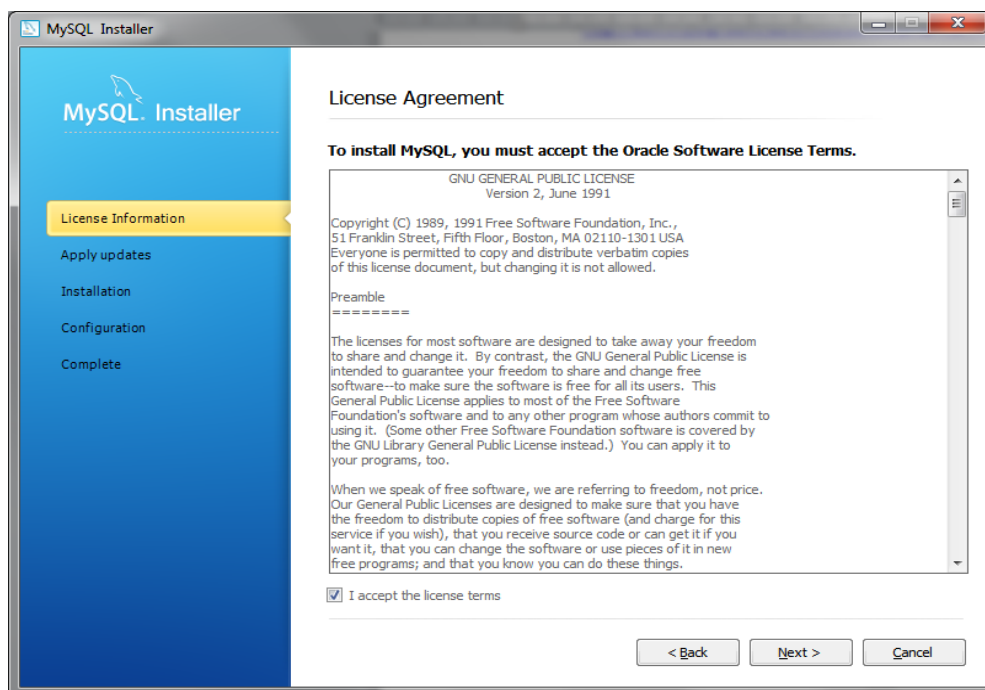 MySQL Installer
MySQL. Installer
License Information
Apply updates
Installation
Configuration
Complete
License Agreement
To install MySQL, you must accept the Oracle Software License Terms.
GNU GENERAL PUBLIC LICENSE
Version 2, June 1991
Copyright (C) 1989, 1991 Free Software Foundation, Inc.,
51 Franklin Street, Fifth Floor, Boston, MA 02110-1301 USA
Everyone is permitted to copy and distribute verbatim copies
of this license document, but changing it is not allowed.
Preamble
========
The licenses for most software are designed to take away your freedom
to share and change it.  By contrast, the GNU General Public License is
intended to guarantee your freedom to share and change free
software--to make sure the software is free for all its users.  This
General Public License applies to most of the Free Software
Foundation's software and to any other program whose authors commit to
using it.  (Some other Free Software Foundation software is covered by
the GNU Library General Public License instead.)  You can apply it to
your programs, too.
When we speak of free software, we are referring to freedom, not price.
Our General Public Licenses are designed to make sure that you have
the freedom to distribute copies of free software (and charge for this
service if you wish), that you receive source code or can get it if you
want it, that you can change the software or use pieces of it in new
free programs; and that you know you can do these things.
I accept the license terms
< Back
Next >
Cancel